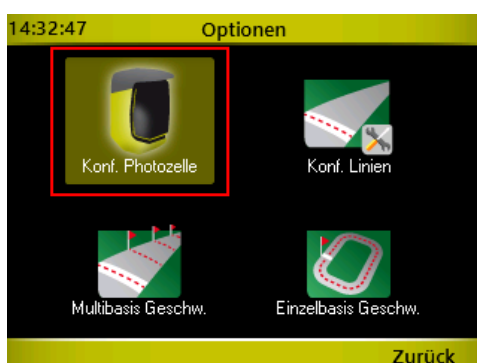 14:32:47 Optionen
Konf. Photozelle
Konf. Linien
Multibasis Geschw.
Einzelbasis Geschw.
Zurück